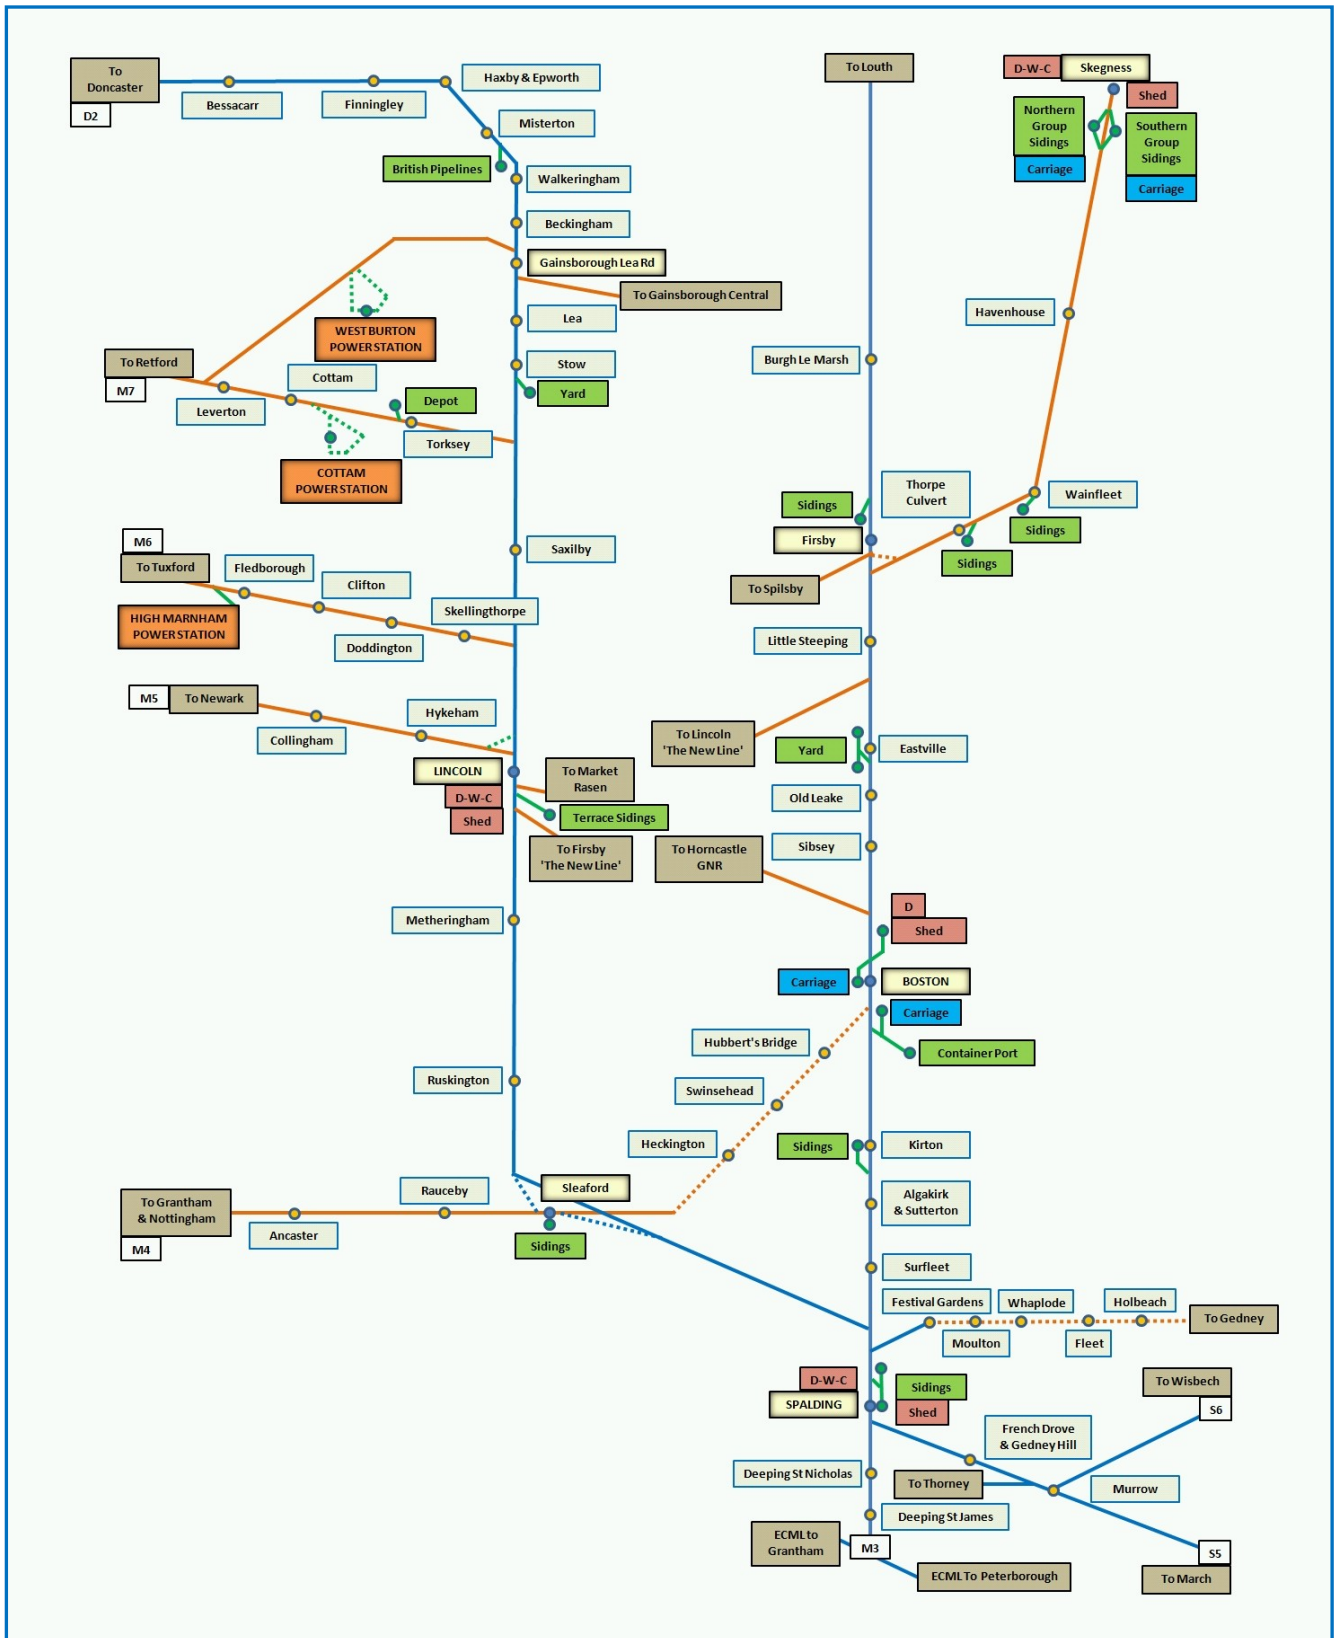 To
Doncaster
D2
Bessacarr
Finningley
Haxby & Epworth
Misterton
British Pipelines
Walkeringham
Beckingham
Gainsborough Lea Rd
To Gainsborough Central
Lea
WEST BURTON
POWER STATION
To Retford
M7
Leverton
Cottam
Depot
Torksey
COTTAM
POWER STATION
Stow
Yard
Saxilby
M6
To Tuxford
Fledborough
Clifton
Skellingthorpe
HIGH MARNHAM
POWER STATION
Doddington
M5
To Newark
Collingham
Hykeham
LINCOLN
D-W-C
Shed
To Market
Rasen
Terrace Sidings
To Firsby
'The New Line'
Metheringham
Ruskington
To Grantham
& Nottingham
M4
Ancaster
Rauceby
Sleaford
Sidings
Heckington
Swinsehead
Hubbert's Bridge
To Louth
D-W-C
Skegness
Shed
Northern
Group
Sidings
Carriage
Southern
Group
Sidings
Carriage
Havenhouse
Burgh Le Marsh
Thorpe
Culvert
Wainfleet
Sidings
Sidings
Sidings
Firsby
To Spilsby
Little Steeping
To Lincoln
'The New Line'
Yard
Eastville
Old Leake
Sibsey
To Horncastle
GNR
D
Shed
Carriage
BOSTON
Carriage
Container Port
Sidings
Kirton
Algakirk
& Sutterton
Surfleet
Festival Gardens
Whaplode
Holbeach
To Gedney
Moulton
Fleet
D-W-C
SPALDING
Sidings
Shed
To Wisbech
S6
French Drove
& Gedney Hill
Deeping St Nicholas
To Thorney
Murrow
Deeping St James
ECML to
Grantham
M3
ECML To Peterborough
S5
To March